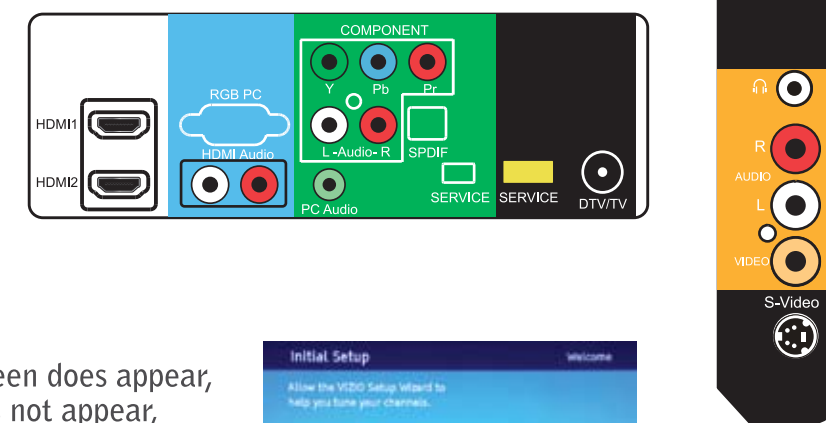 COMPONENT
Y Pb Pr
RGB PC
HDMI1
HDMI Audio
L -Audio- R
SPDIF
HDMI2
PC Audio
SERVICE
SERVICE
DTV/TV
R
AUDIO
L
VIDEO
S-Video
een does appear,
not appear,
Initial Setup
Welcome
Allow the VIZIO Setup Wizard to
help you tune your channels.